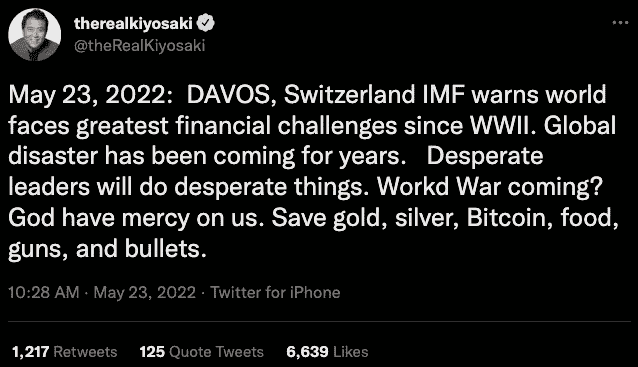 therealkiyosaki
@theRealKiyosaki
May 23, 2022:  DAVOS, Switzerland IMF warns world
faces greatest financial challenges since WWII. Global
disaster has been coming for years.   Desperate
leaders will do desperate things. Workd War coming?
God have mercy on us. Save gold, silver, Bitcoin, food,
guns, and bullets.
10:28 AM · May 23, 2022 · Twitter for iPhone
1,217 Retweets 125 Quote Tweets 6,639 Likes